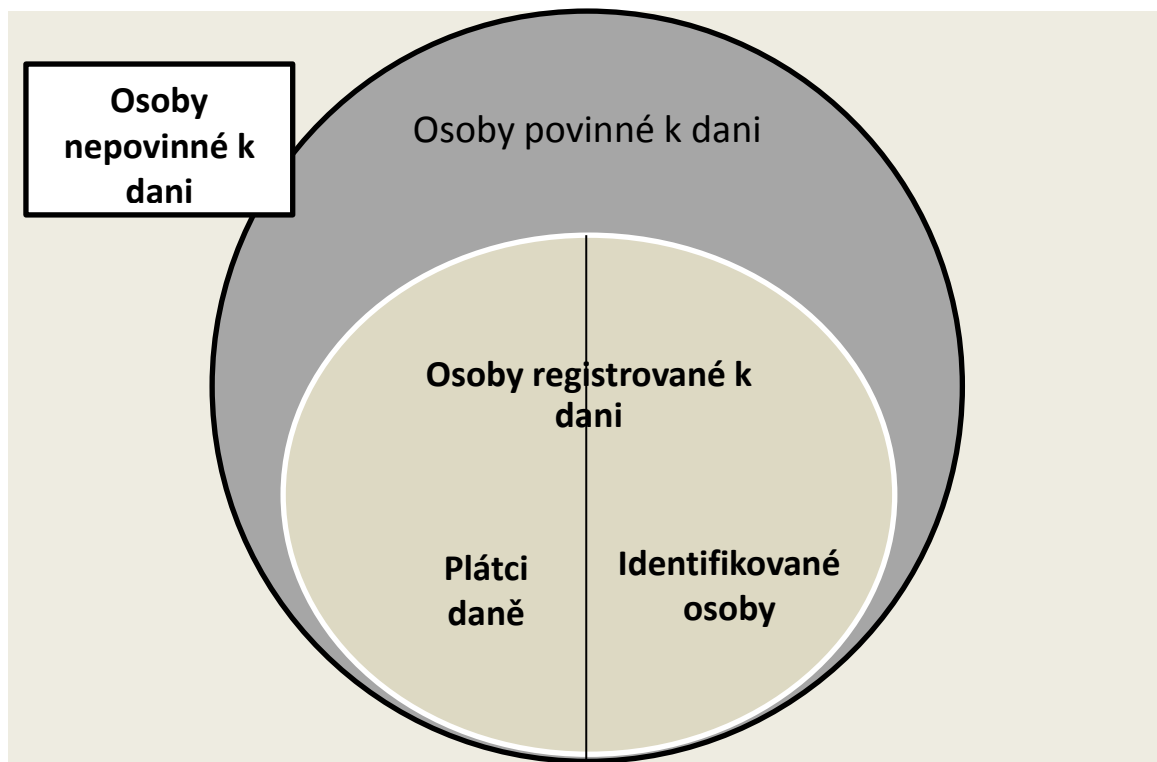 Osoby
nepovinné k
dani
Osoby povinné k dani
Osoby registrované k
dani
Plátci
daně
Identifikované
osoby